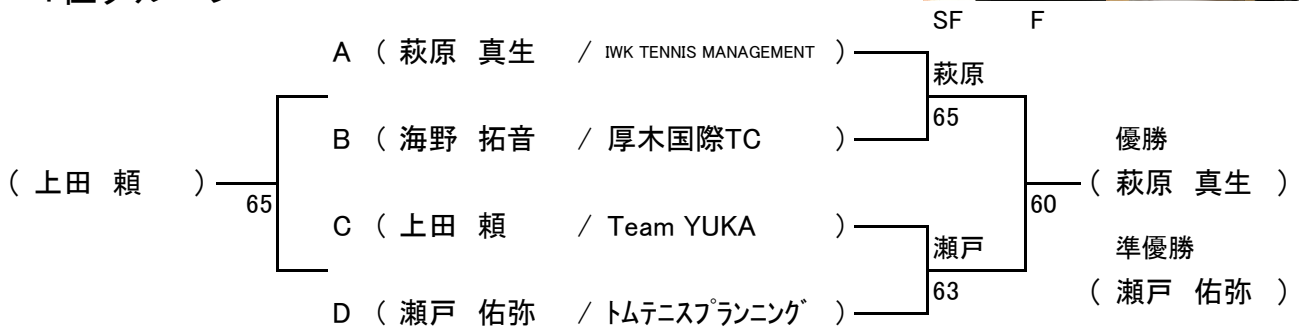 SF F
A ( 萩原 真生 / IWK TENNIS MANAGEMENT )
萩原
65
B ( 海野 拓音 / 厚木国際TC )
優勝
( 上田 頼 )
65
( 萩原 真生 )
60
C ( 上田 頼 / Team YUKA )
瀬戸
準優勝
63
( 瀬戸 佑弥 )
D ( 瀬戸 佑弥 / トムテニスプランニング )